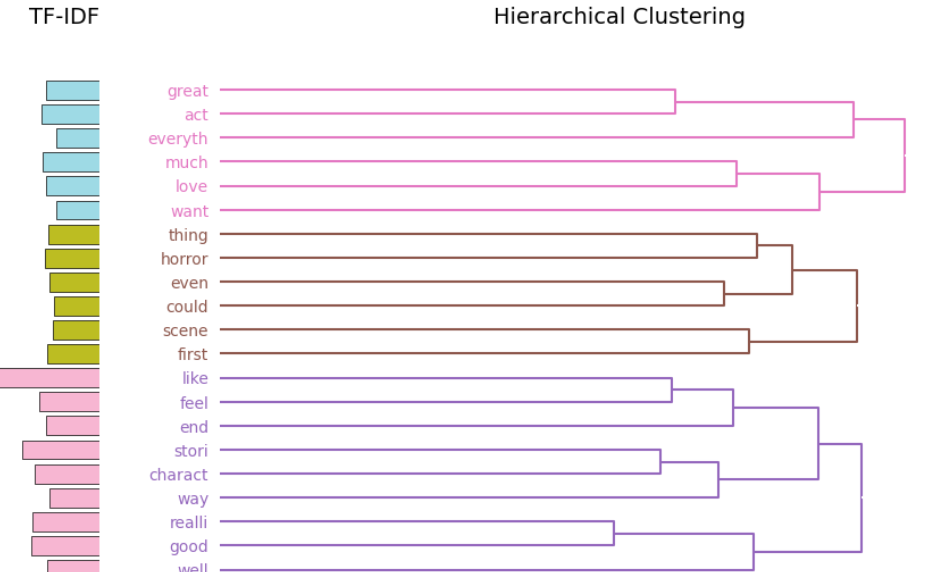 TF-IDF
Hierarchical Clustering
great
act
everyth
much
love
want
thing
horror
even
could
scene
first
like
feel
end
stori
charact
way
realli
good
well